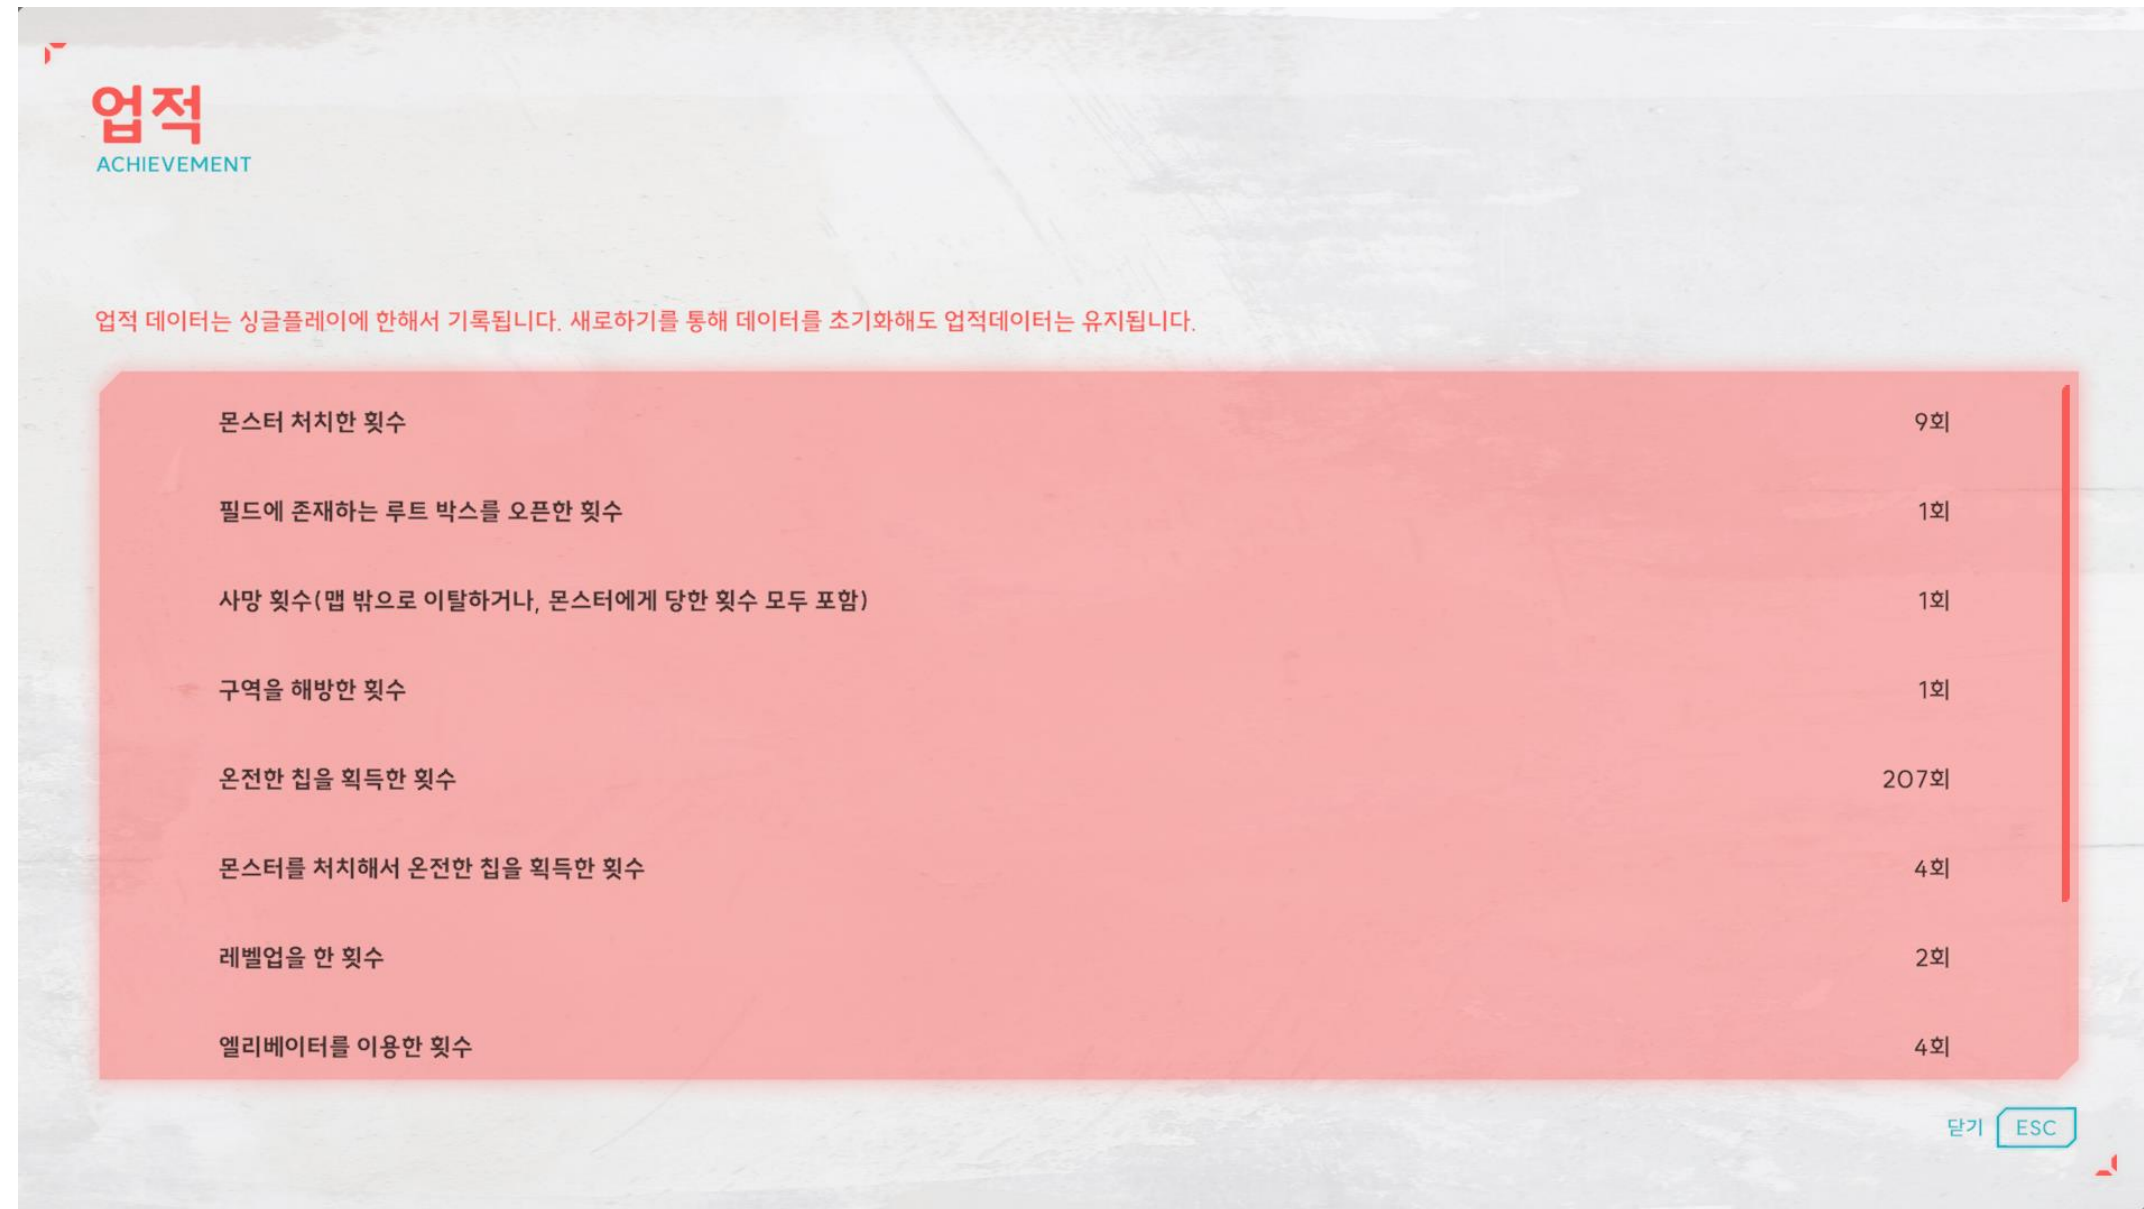 업적
ACHIEVEMENT
업적 데이터는 싱글플레이에 한해서 기록됩니다. 새로하기를 통해 데이터를 초기화해도 업적데이터는 유지됩니다.
몬스터 처치한 횟수 9회
필드에 존재하는 루트 박스를 오픈한 횟수 1회
사망 횟수(맵 밖으로 이탈하거나, 몬스터에게 당한 횟수 모두 포함) 1회
구역을 해방한 횟수 1회
온전한 칩을 획득한 횟수 207회
몬스터를 처치해서 온전한 칩을 획득한 횟수 4회
레벨업을 한 횟수 2회
엘리베이터를 이용한 횟수 4회
닫기 ESC